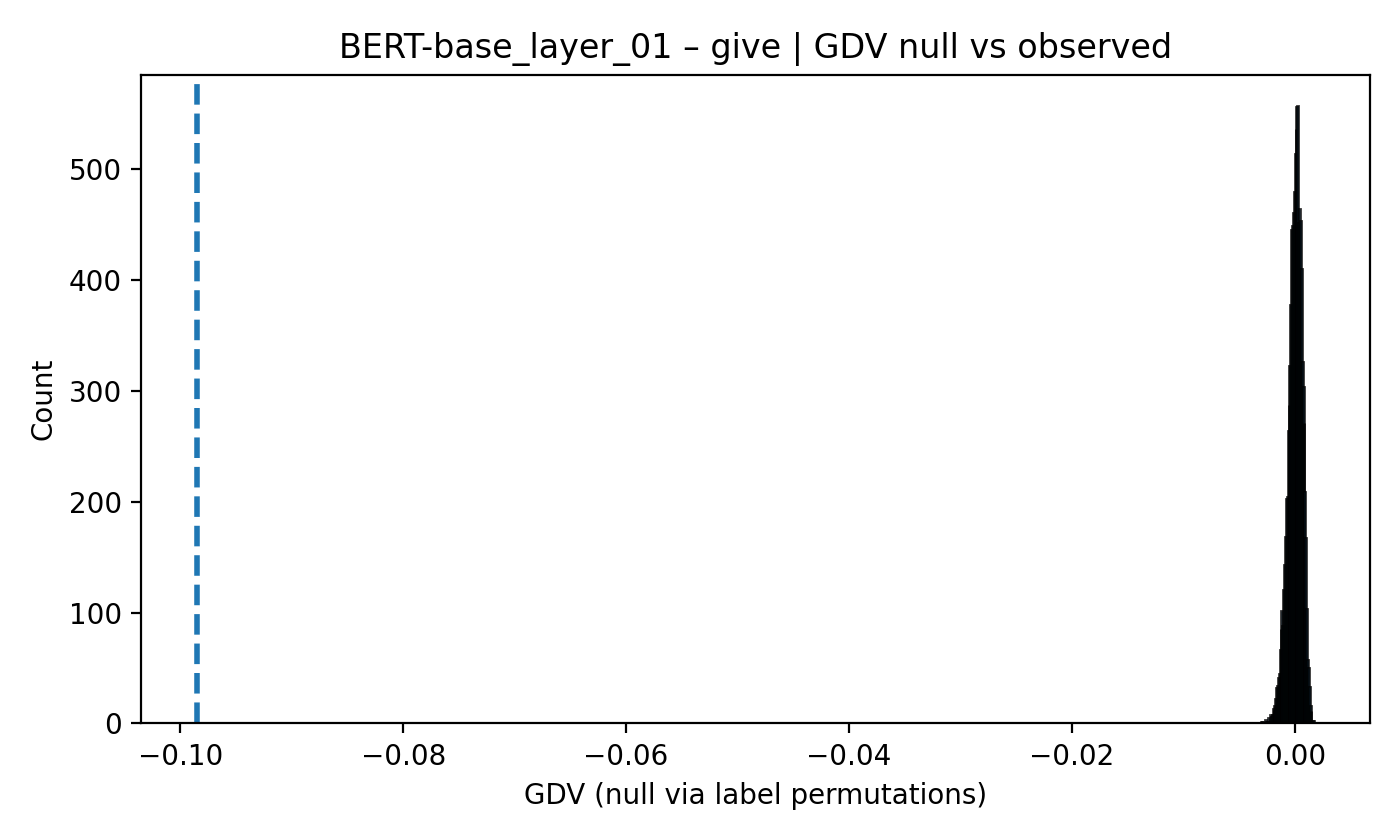 BERT-base_layer_01 – give | GDV null vs observed
500
400
300
200
100
0
Count
−0.10 −0.08 −0.06 −0.04 −0.02 0.00
GDV (null via label permutations)